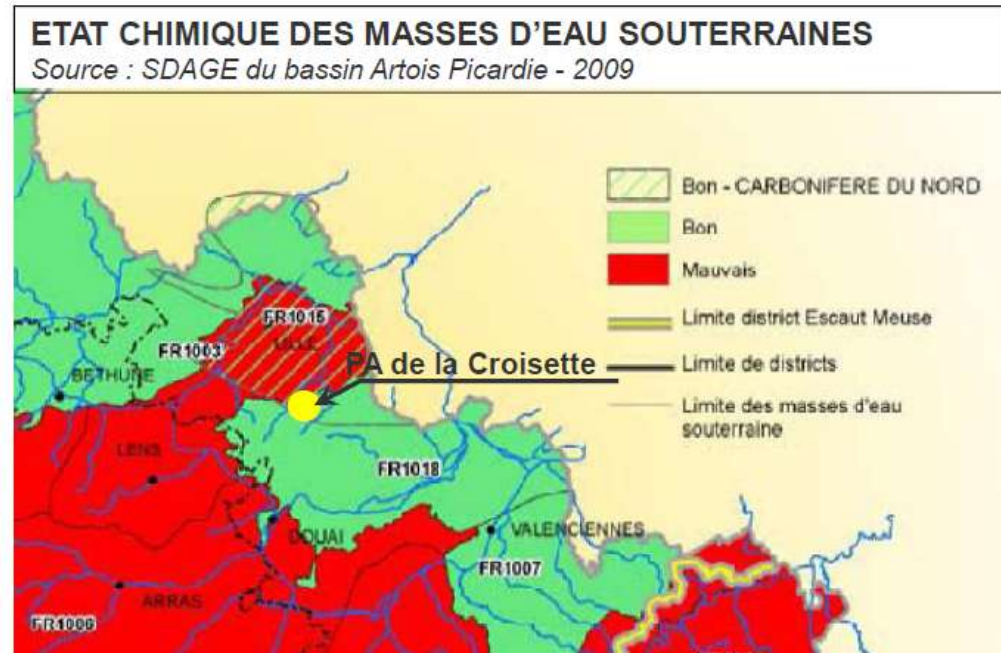 ETAT CHIMIQUE DES MASSES D'EAU SOUTERRAINES
Source : SDAGE du bassin Artois Picardie - 2009
Bon - CARBONIFERE DU NORD
Bon
Mauvais
Limite district Escaut Meuse
Limite de districts
Limite des masses d'eau
souterraine
FR1015
FR1003
PA de la Croisette
BETHUNE
LENS
FR1018
DOUAI
VALENCIENNES
FR1007
ARRAS
FR1006